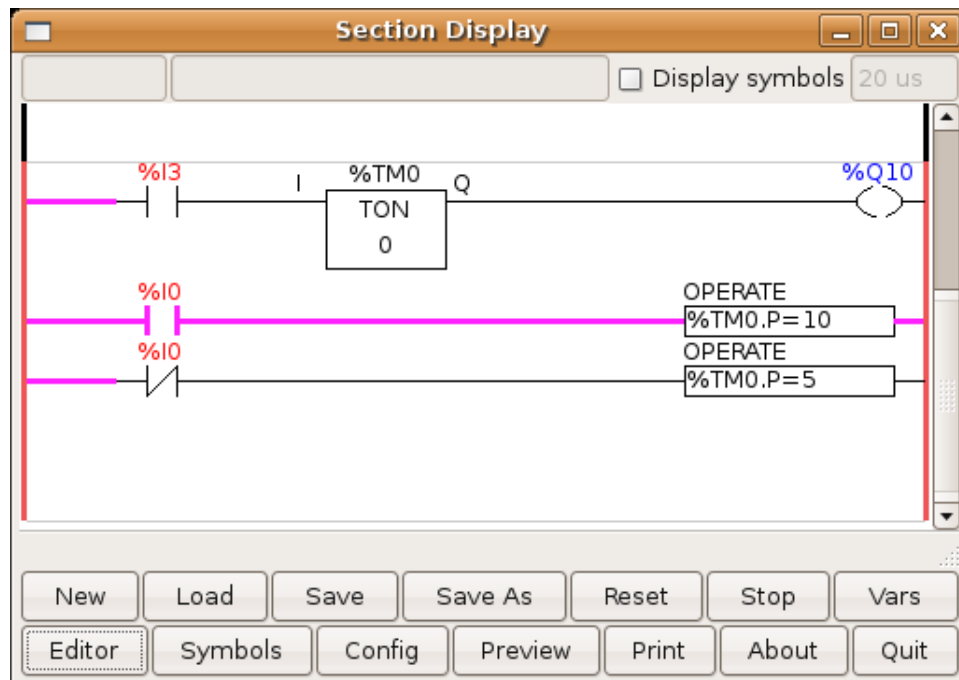 Section Display
Display symbols 20 us
%I3 I %TM0 Q %Q10
TON
0
%I0 OPERATE
%TM0.P=10
%I0 OPERATE
%TM0.P=5
New Load Save Save As Reset Stop Vars
Editor Symbols Config Preview Print About Quit